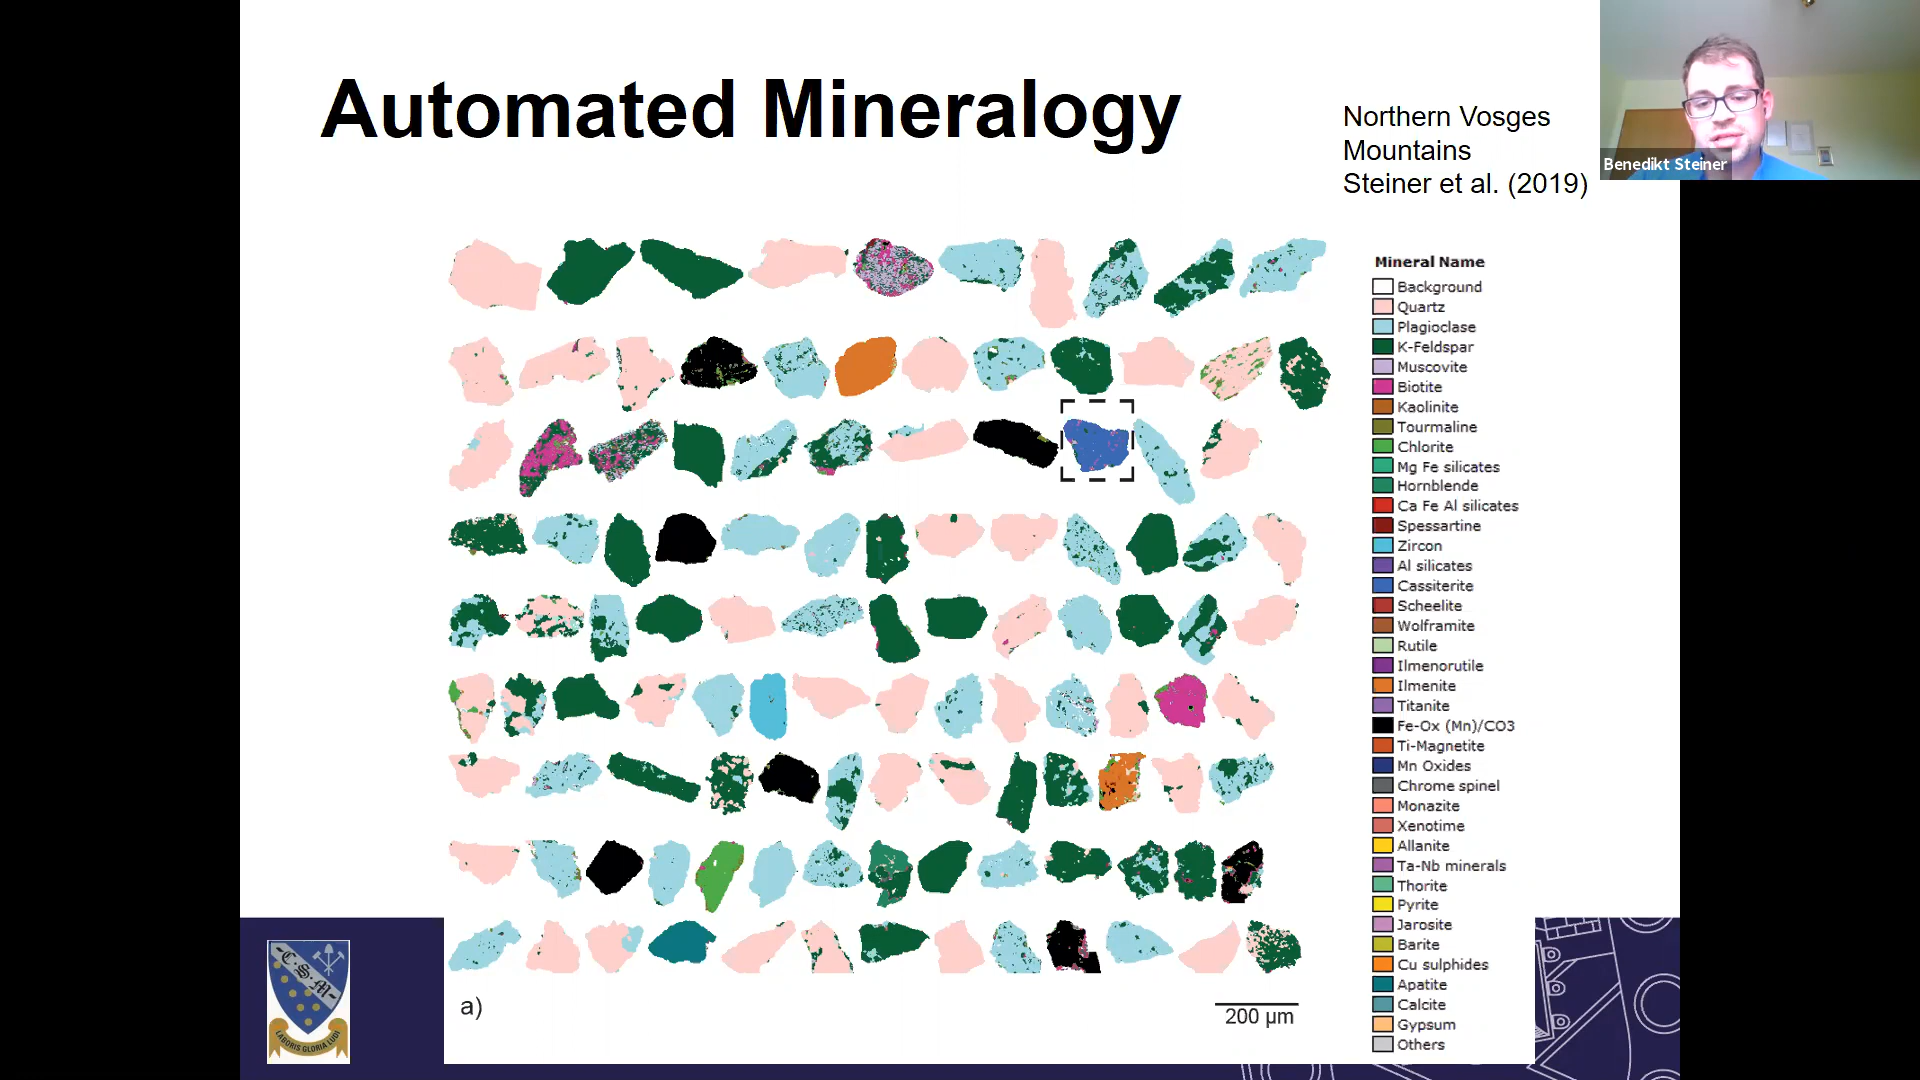 Automated Mineralogy
Northern Vosges
Mountains
Steiner et al. (2019)
Benedikt Steiner
Mineral Name
Background
Quartz
Plagioclase
K-Feldspar
Muscovite
Biotite
Kaolinite
Tourmaline
Chlorite
Mg Fe silicates
Hornblende
Ca Fe Al silicates
Spessartine
Zircon
Al silicates
Cassiterite
Scheelite
Wolframite
Rutile
Ilmenorutile
Ilmenite
Titanite
Fe-Ox (Mn)/CO3
Ti-Magnetite
Mn Oxides
Chrome spinel
Monazite
Xenotime
Allanite
Ta-Nb minerals
Thorite
Pyrite
Jarosite
Barite
Cu sulphides
Apatite
Calcite
Gypsum
Others
a)
200 µm
C.S.M
LABORIS GLORIA LUDI